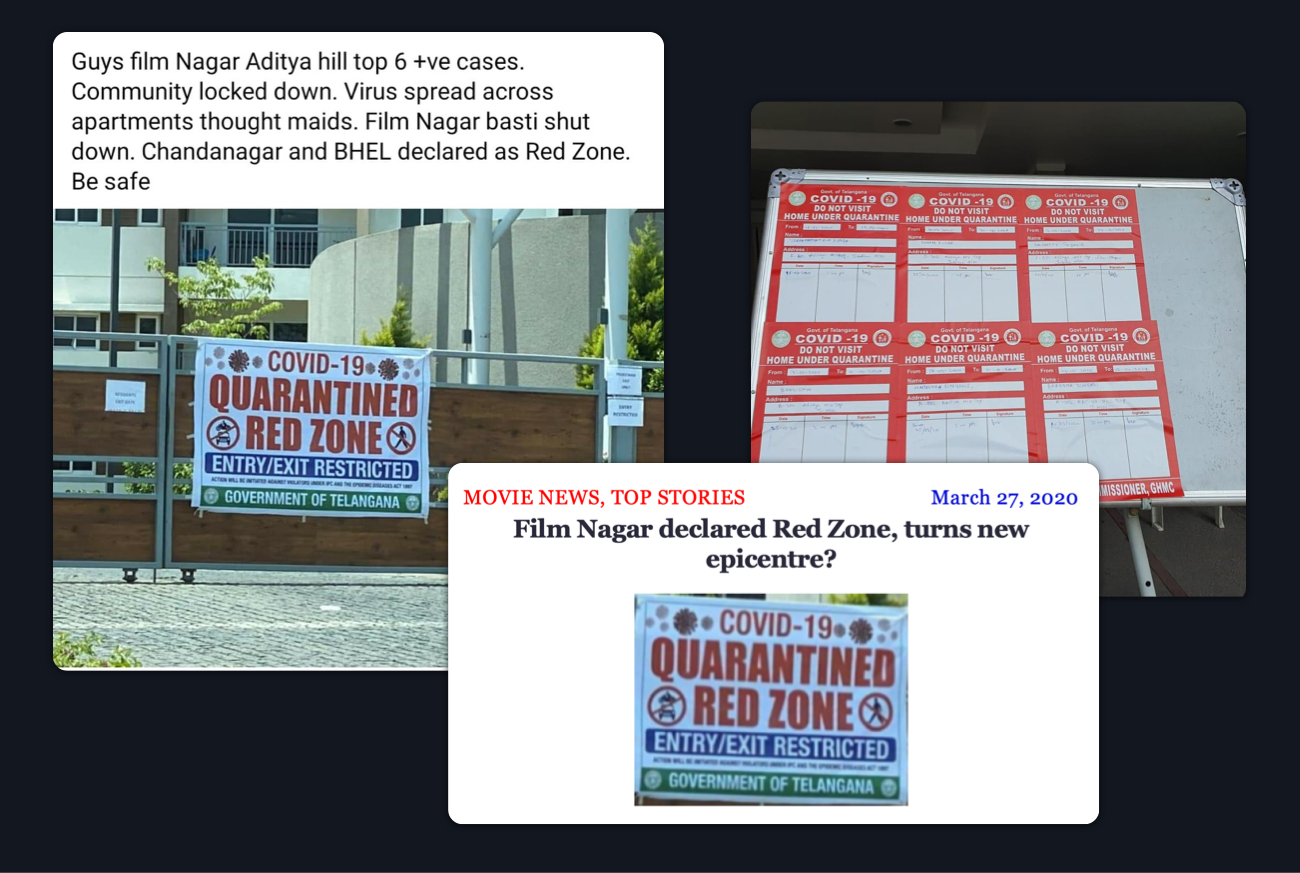 Guys film Nagar Aditya hill top 6 +ve cases.
Community locked down. Virus spread across
apartments thought maids. Film Nagar basti shut
down. Chandanagar and BHEL declared as Red Zone.
Be safe
COVID-19
QUARANTINED
RED ZONE
ENTRY/EXIT RESTRICTED
ACTION WILL BE INITIATED AGAINST VIOLATORS UNDER IPC AND THE EPIDEMIC DISEASES ACT 1897
GOVERNMENT OF TELANGANA
ENTRY
RESTRICTED
Govt. of Telangana
COVID -19
DO NOT VISIT
HOME UNDER QUARANTINE
From : To
Name :
Address :
Date Time Signature
Govt. of Telangana
COVID -19
DO NOT VISIT
HOME UNDER QUARANTINE
From : To
Name :
Address :
Date Time Signature
Govt. of Telangana
COVID -19
DO NOT VISIT
HOME UNDER QUARANTINE
From : To
Name :
Address :
Date Time Signature
Govt. of Telangana
COVID -19
DO NOT VISIT
HOME UNDER QUARANTINE
From : To
Name :
Address :
Date Time Signature
Govt. of Telangana
COVID -19
DO NOT VISIT
HOME UNDER QUARANTINE
From : To
Name :
Address :
Date Time Signature
Govt. of Telangana
COVID -19
DO NOT VISIT
HOME UNDER QUARANTINE
From : To
Name :
Address :
Date Time Signature
MISSIONER, GHMC
MOVIE NEWS, TOP STORIES March 27, 2020
Film Nagar declared Red Zone, turns new
epicentre?
COVID-19
QUARANTINED
RED ZONE
ENTRY/EXIT RESTRICTED
ACTION WILL BE INITIATED AGAINST VIOLATORS UNDER IPC AND THE EPIDEMIC DISEASES ACT 1897
GOVERNMENT OF TELANGANA